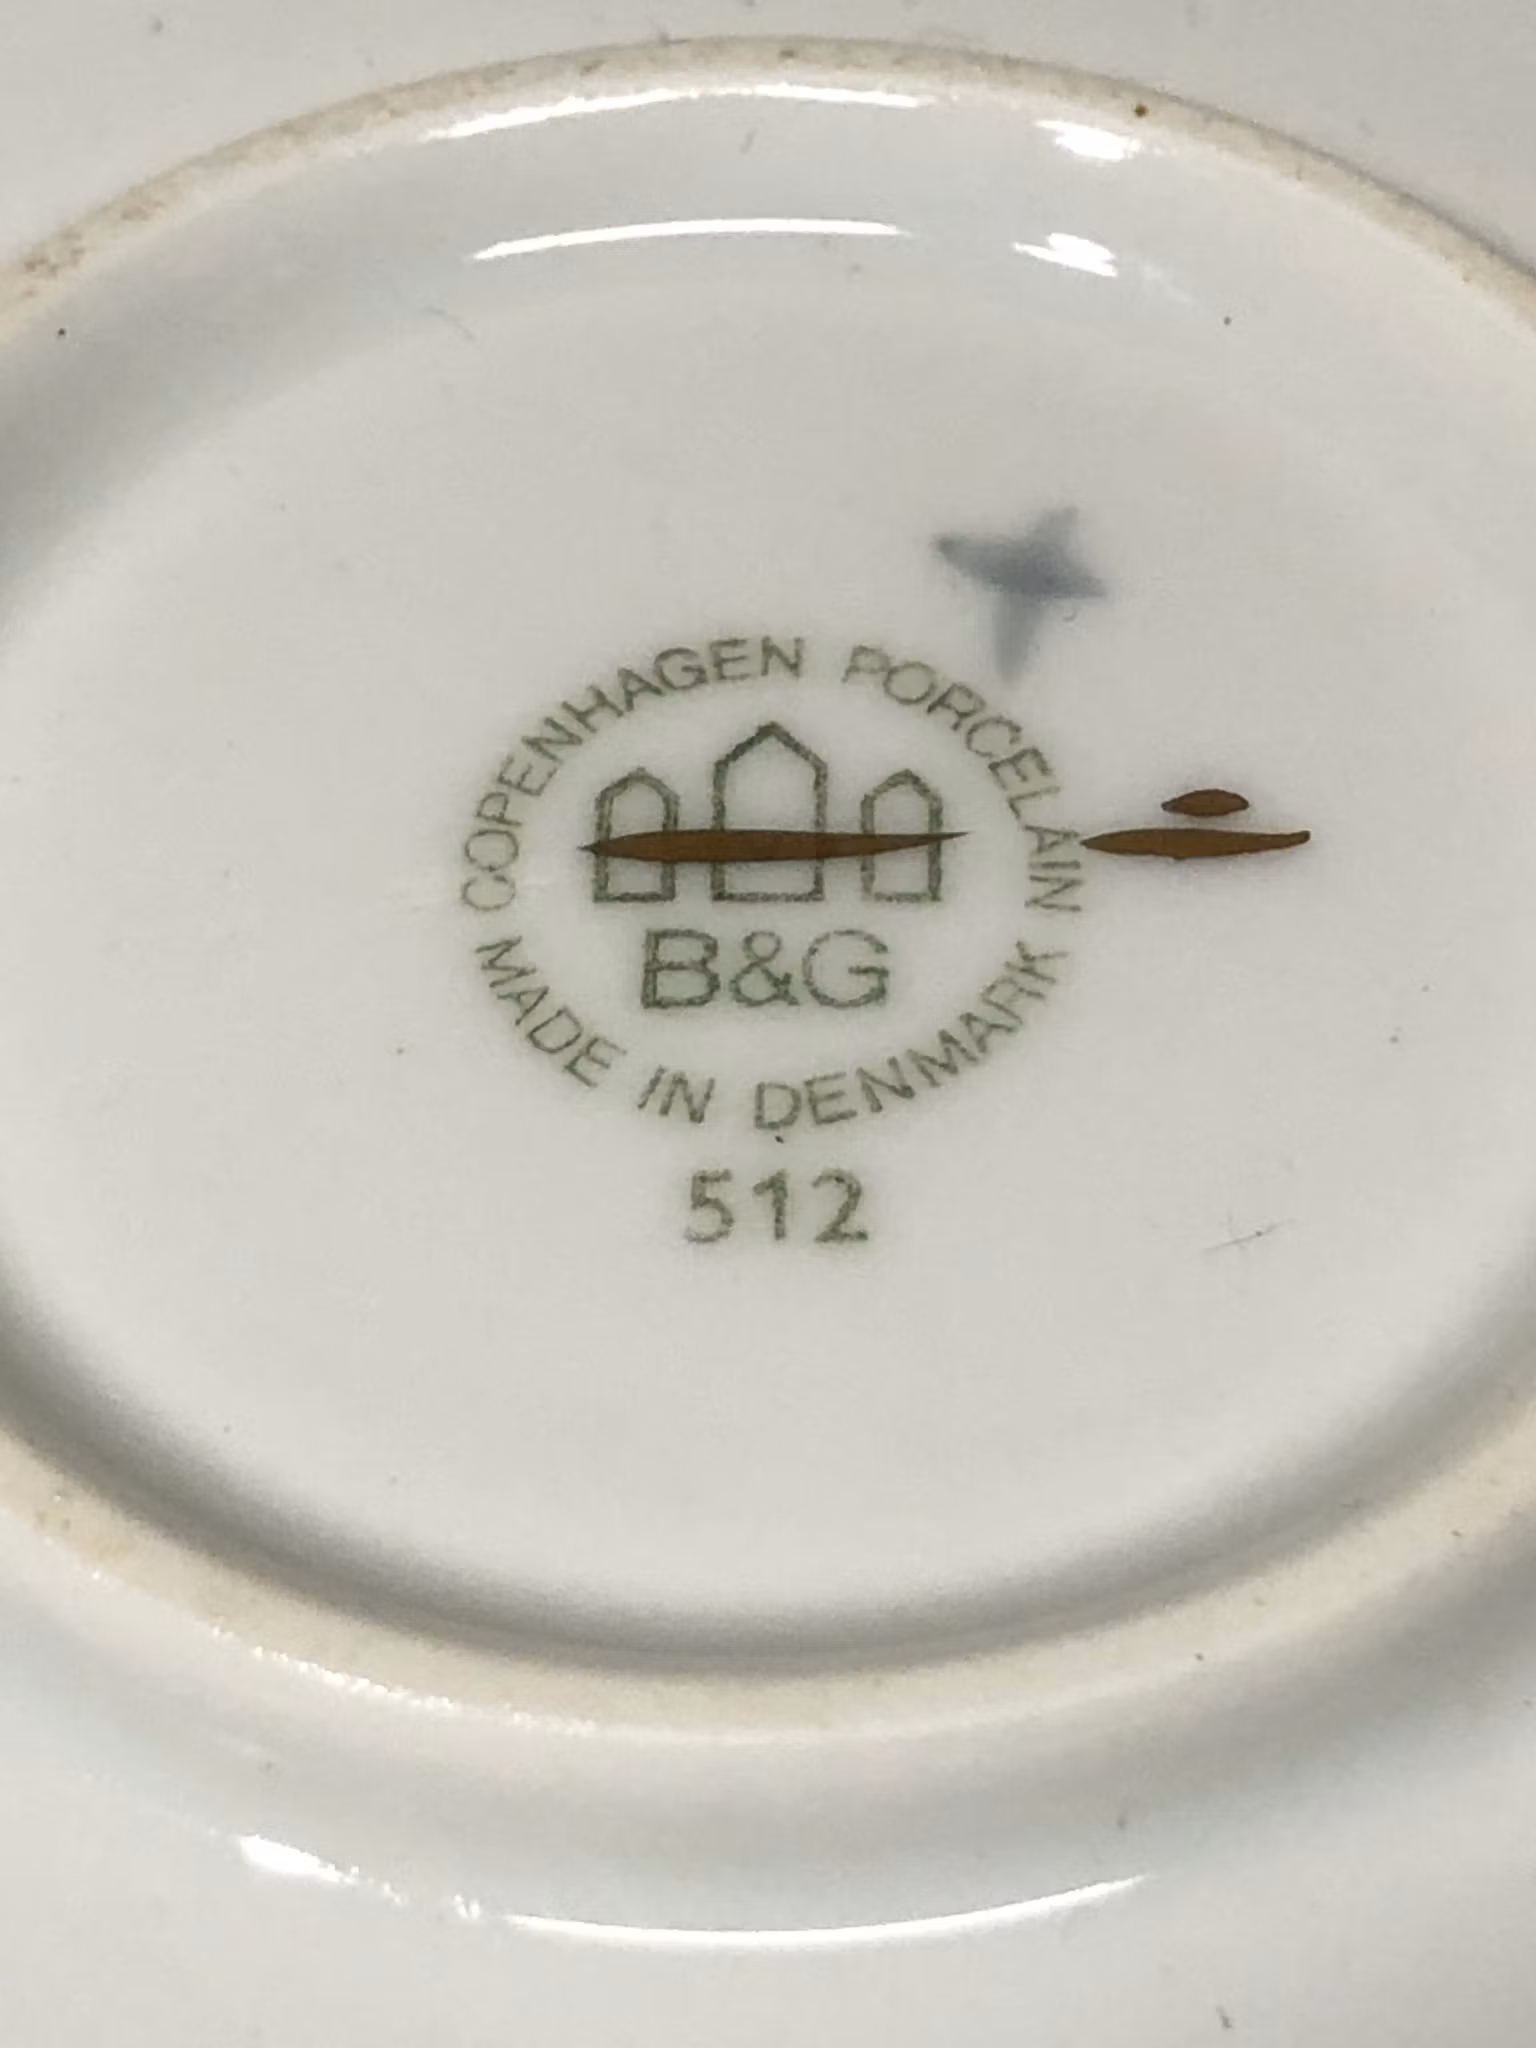 COPENHAGEN PORCELAIN
B&G
MADE IN DENMARK
512